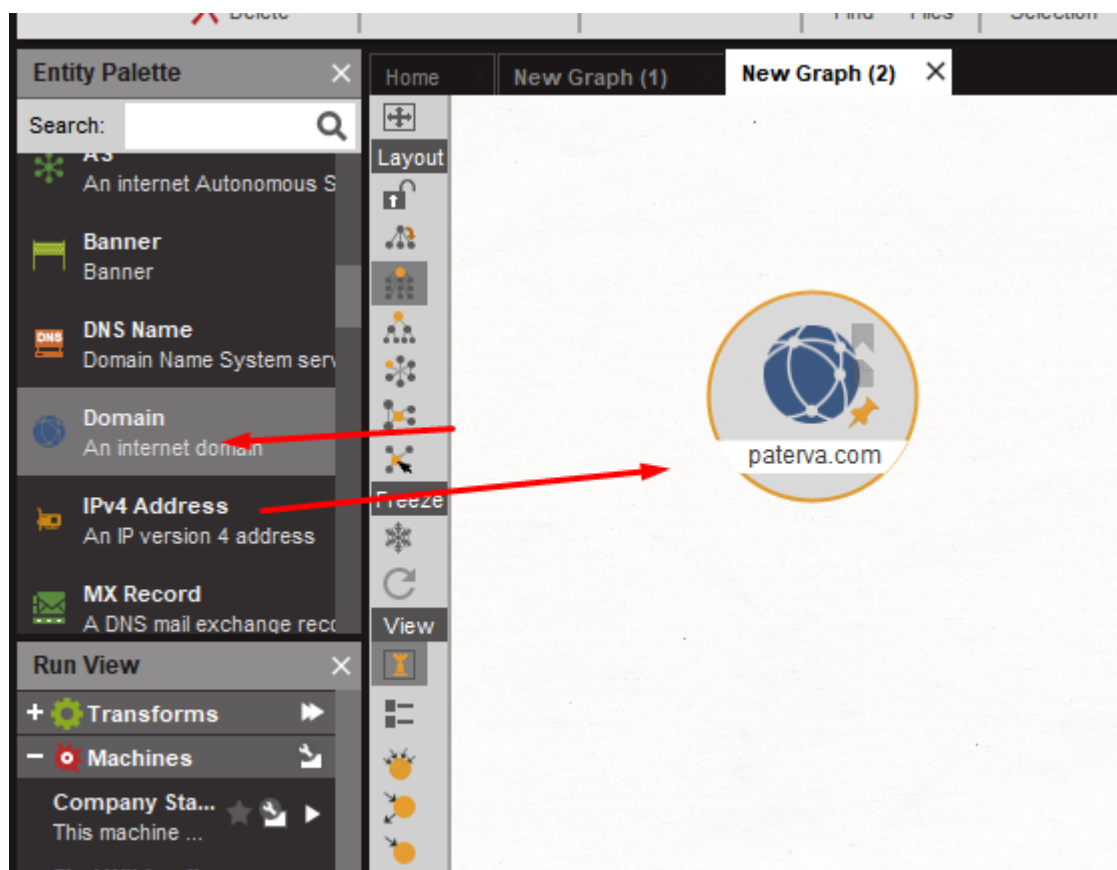 Delete
Find Files Selection
Entity Palette
Home
New Graph (1)
New Graph (2)
Search:
Layout
AS
An internet Autonomous S
Banner
Banner
DNS
DNS Name
Domain Name System serv
Domain
An internet domain
IPv4 Address
An IP version 4 address
MX Record
A DNS mail exchange reco
Freeze
View
paterva.com
Run View
Transforms
Machines
Company Sta...
This machine ...